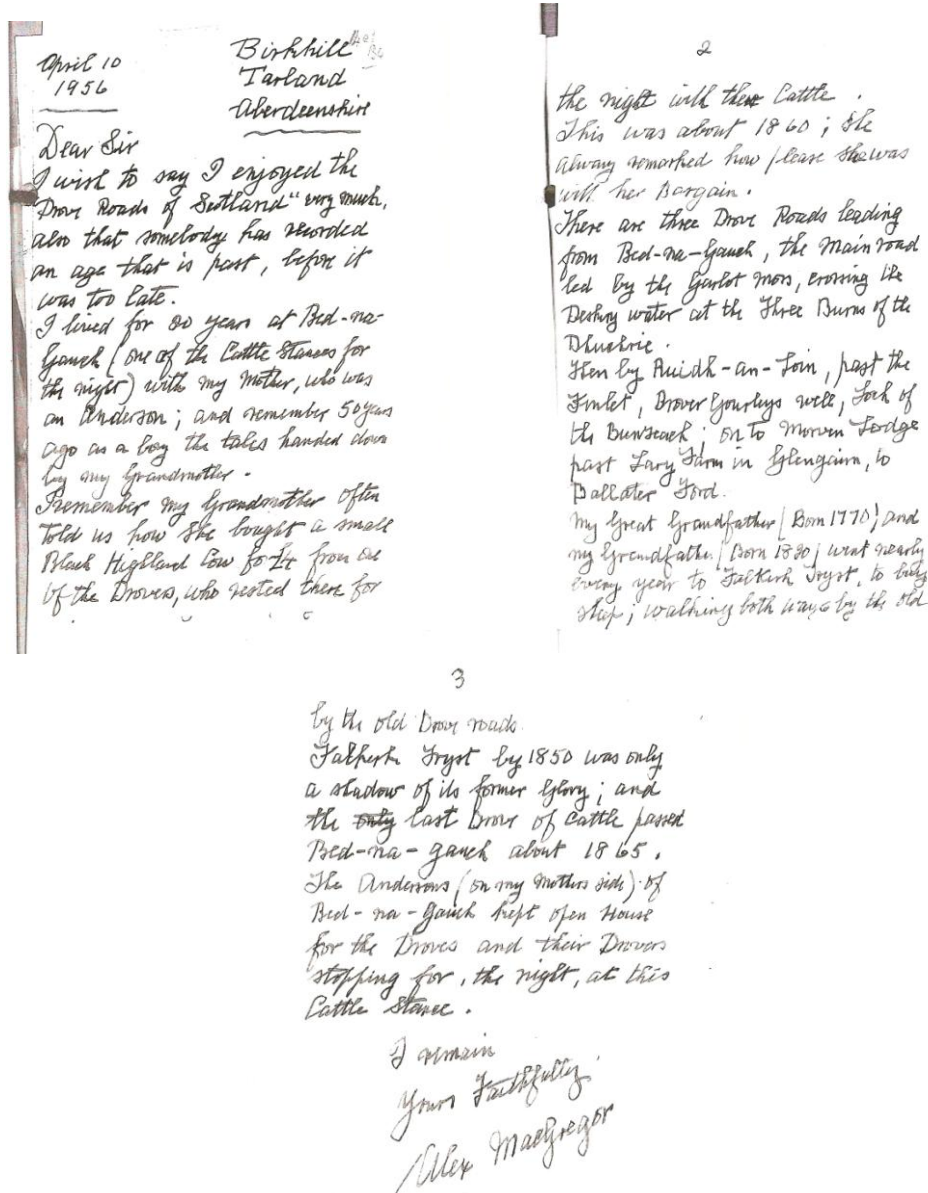 April 10
1956
Birkhill
Tarland
Aberdeenshire
Dear Sir
I wish to say I enjoyed the
Drove Roads of Scotland" very much,
also that somebody has recorded
an age that is past, before it
was too late.
I lived for 20 years at Bed-na-
Gauch (one of the Cattle Stances for
the night) with my Mother, who was
an Anderson; and remember 50 years
ago as a boy the tales handed down
by my Grandmother.
I remember my Grandmother often
told us how she bought a small
Black Highland Cow for £4 from one
of the Droves, who rested there for
2
the night with their Cattle.
This was about 1860; she
always remarked how please she was
with her Bargain.
There are three Drove Roads leading
from Bed-na-Gauch, the Main road
led by the Garlot Moss, crossing the
Deskry water at the Three Burns of the
Then by Ruidh-an-Loin, past the
Finlet, Drover Gourlays well, Loch of
the Bunseach; on to Morven Lodge
past Lary Farm in Glengairn, to
Ballater Ford.
My Great Grandfather (Born 1770) and
my Grandfather (Born 1830) went nearly
every year to Falkirk Tryst, to buy
sheep; walking both ways by the old
3
by the old Drove roads.
Falkirk Tryst by 1850 was only
a shadow of its former Glory; and
the only last Drove of Cattle passed
Bed-na-gauch about 1865.
The Andersons (on my Mothers side) of
Bed-na-Gauch kept open House
for the Droves and their Drovers
stopping for, the night, at this
Cattle Stance.
I remain
Yours Faithfully
Alex MacGregor